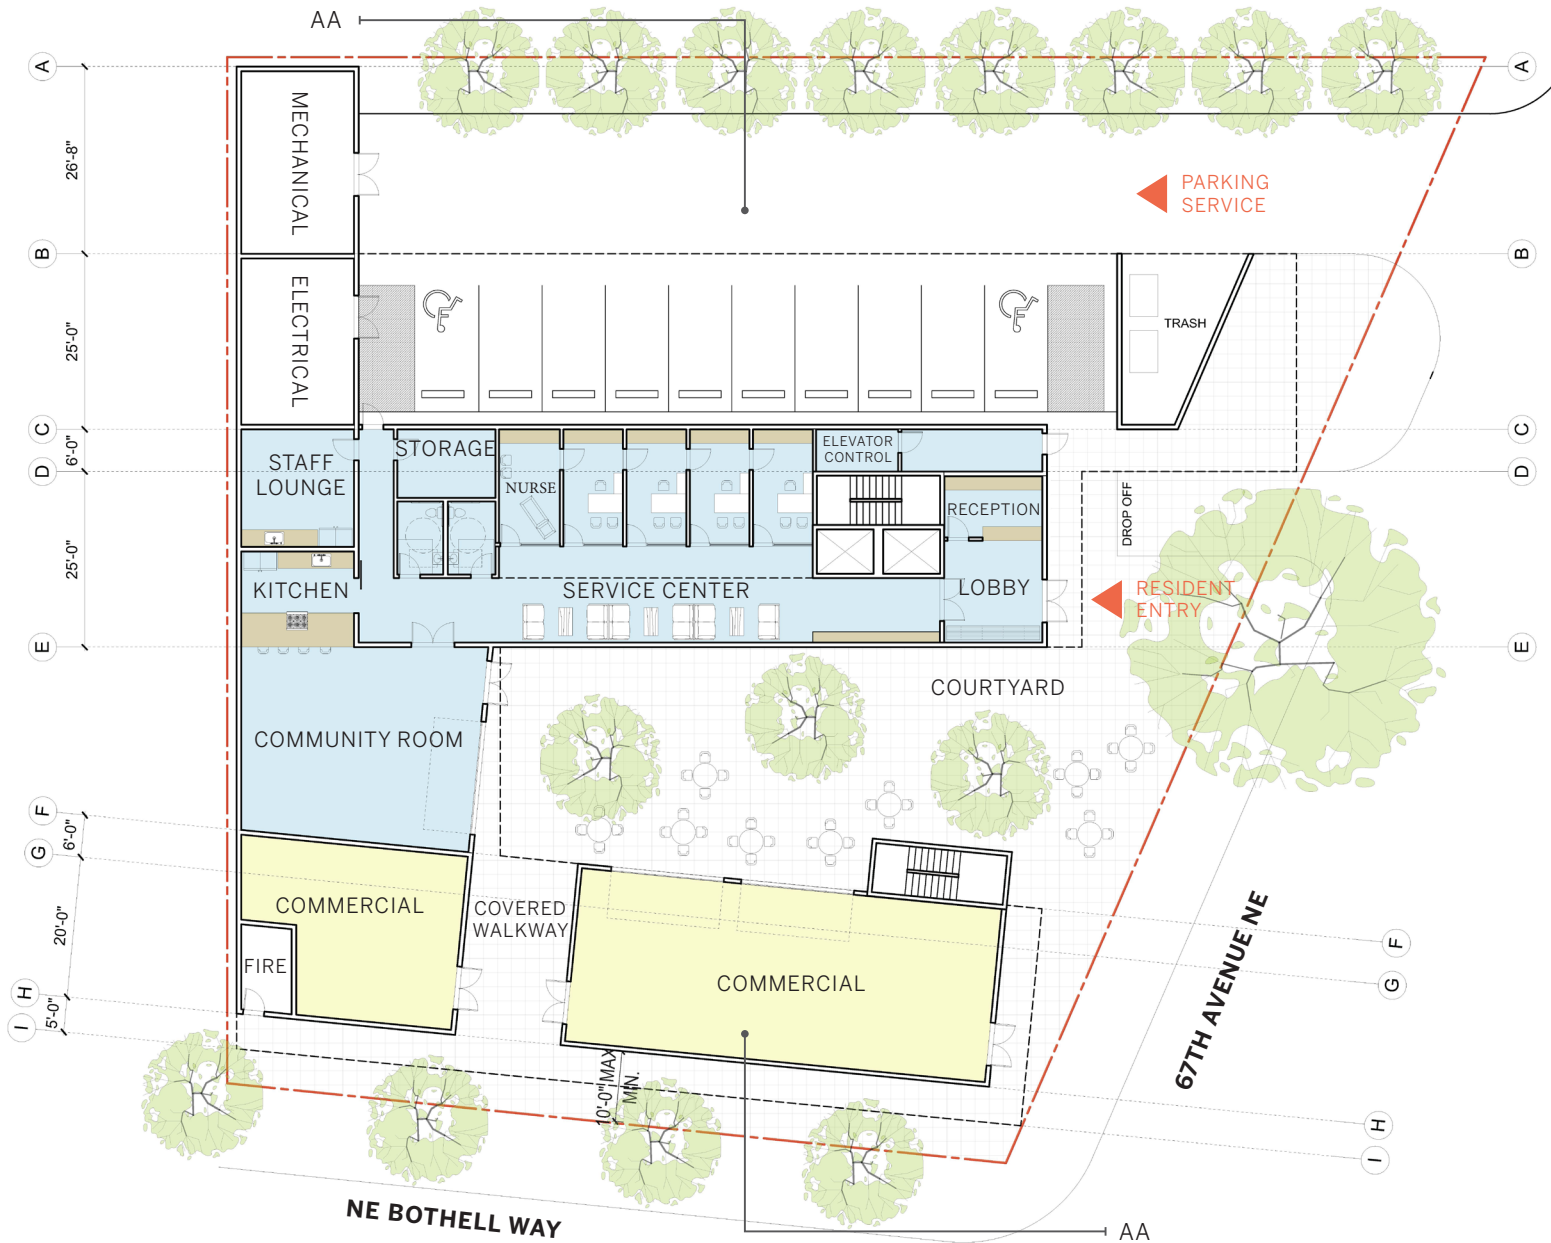 AA
A
A
MECHANICAL
26'-8"
PARKING
SERVICE
B
B
ELECTRICAL
25'-0"
TRASH
C
C
6'-0"
STORAGE
ELEVATOR
CONTROL
STAFF
LOUNGE
D
D
NURSE
RECEPTION
DROP OFF
25'-0"
KITCHEN
SERVICE CENTER
LOBBY
RESIDENT
ENTRY
E
E
COURTYARD
COMMUNITY ROOM
F
6'-0"
G
COMMERCIAL
COVERED
WALKWAY
20'-0"
F
FIRE
COMMERCIAL
G
H
5'-0"
I
67TH AVENUE NE
10'-0" MAX
MIN.
H
I
NE BOTHELL WAY
AA